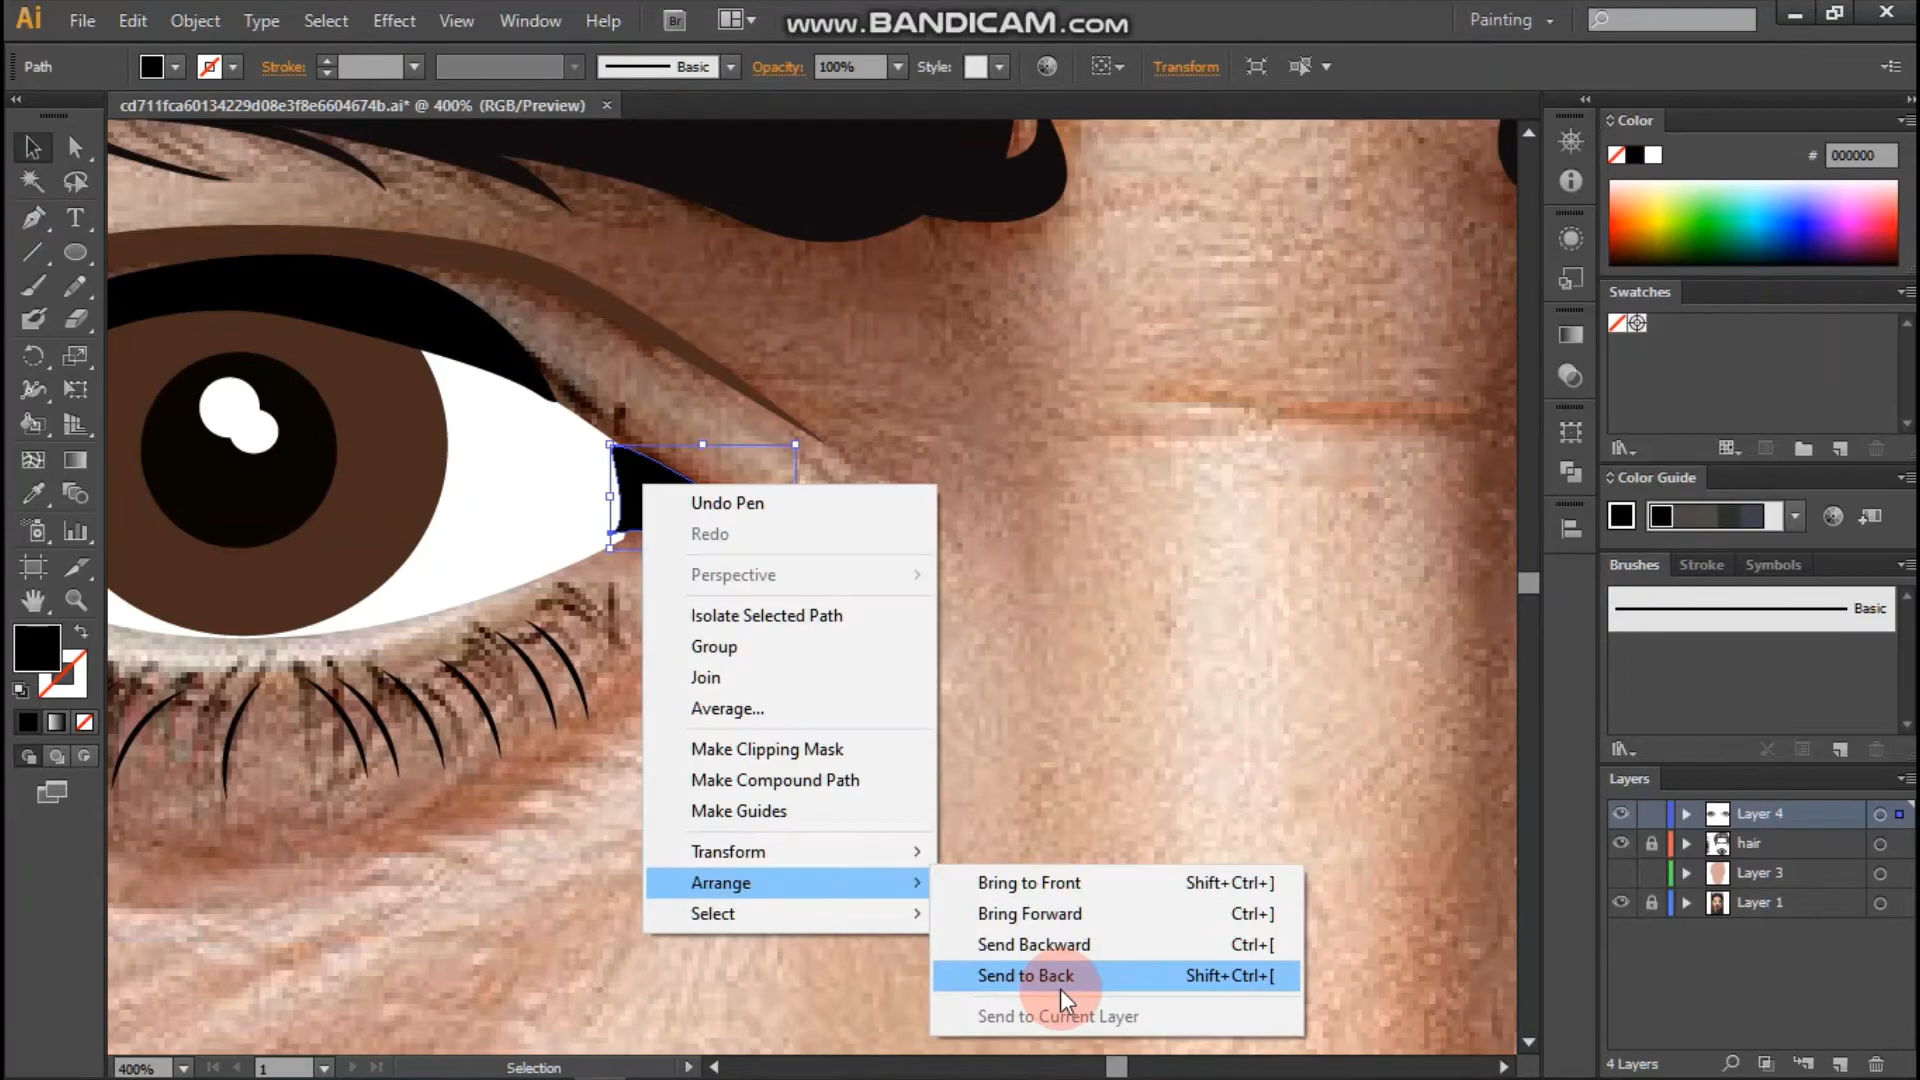 Ai File Edit Object Type Select Effect View Window Help Br www.BANDICAM.com Painting
Path Stroke: Basic Opacity: 100% Style: Transform
cd711fca60134229d08e3f8e6604674b.ai* @ 400% (RGB/Preview) ×
Color
# 000000
Swatches
Color Guide
Brushes Stroke Symbols
Basic
Undo Pen
Redo
Perspective
Isolate Selected Path
Group
Join
Average...
Make Clipping Mask
Make Compound Path
Make Guides
Transform
Arrange
Select
Bring to Front Shift+Ctrl+]
Bring Forward Ctrl+]
Send Backward Ctrl+[
Send to Back Shift+Ctrl+[
Send to Current Layer
Layers
Layer 4
hair
Layer 3
Layer 1
4 Layers
400% 1 Selection